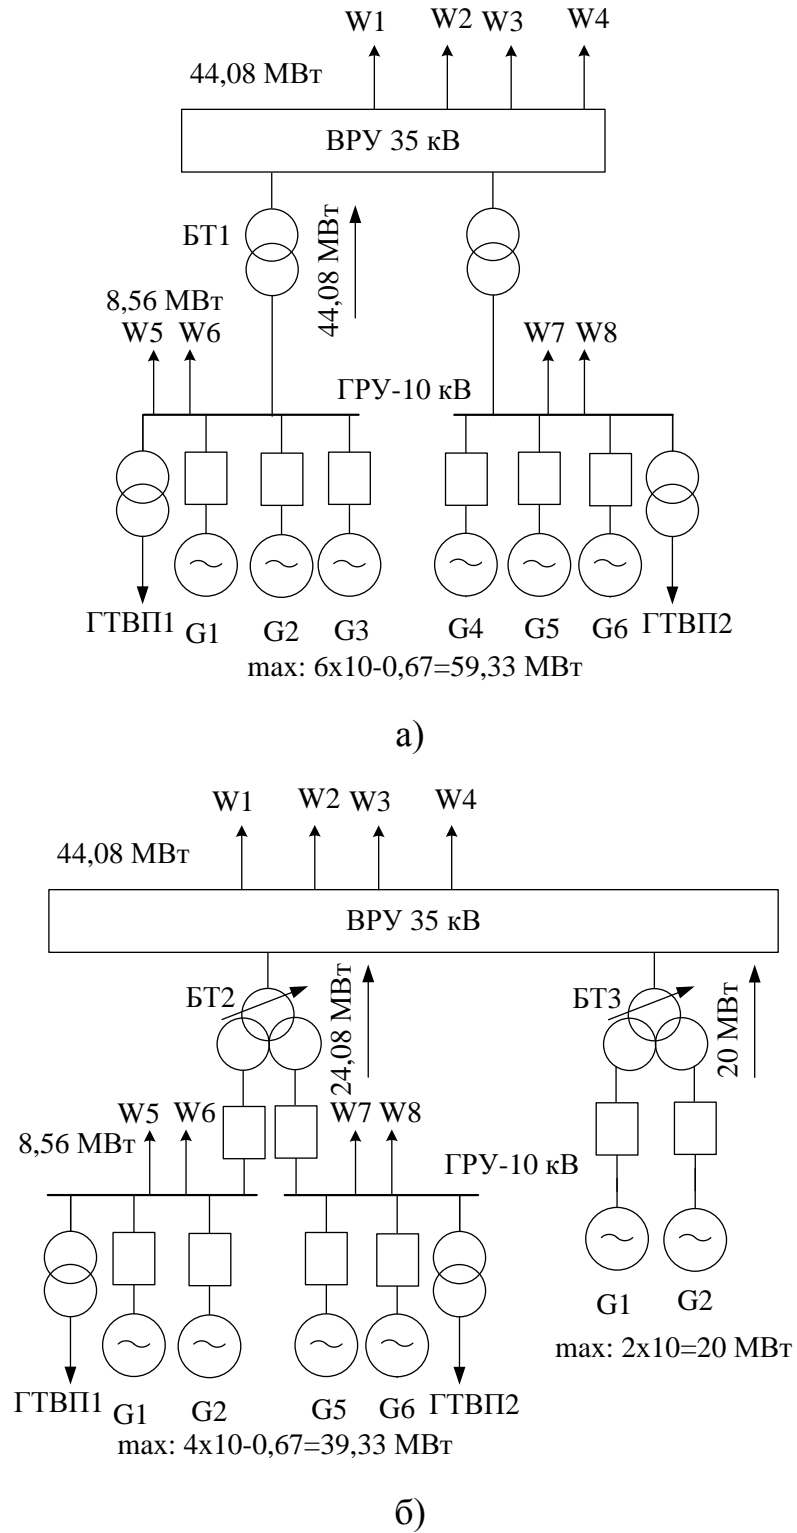 W1 W2 W3 W4
44,08 МВт
ВРУ 35 кВ
БТ1
44,08 МВт
8,56 МВт
W5 W6 W7 W8
ГРУ-10 кВ
ГТВП1 G1 G2 G3 G4 G5 G6 ГТВП2
max: 6x10-0,67=59,33 МВт
а)
W1 W2 W3 W4
44,08 МВт
ВРУ 35 кВ
БТ2 24,08 МВт БТ3 20 МВт
W5 W6 W7 W8
8,56 МВт
ГРУ-10 кВ
G1 G2
max: 2x10=20 МВт
ГТВП1 G1 G2 G5 G6 ГТВП2
max: 4x10-0,67=39,33 МВт
б)